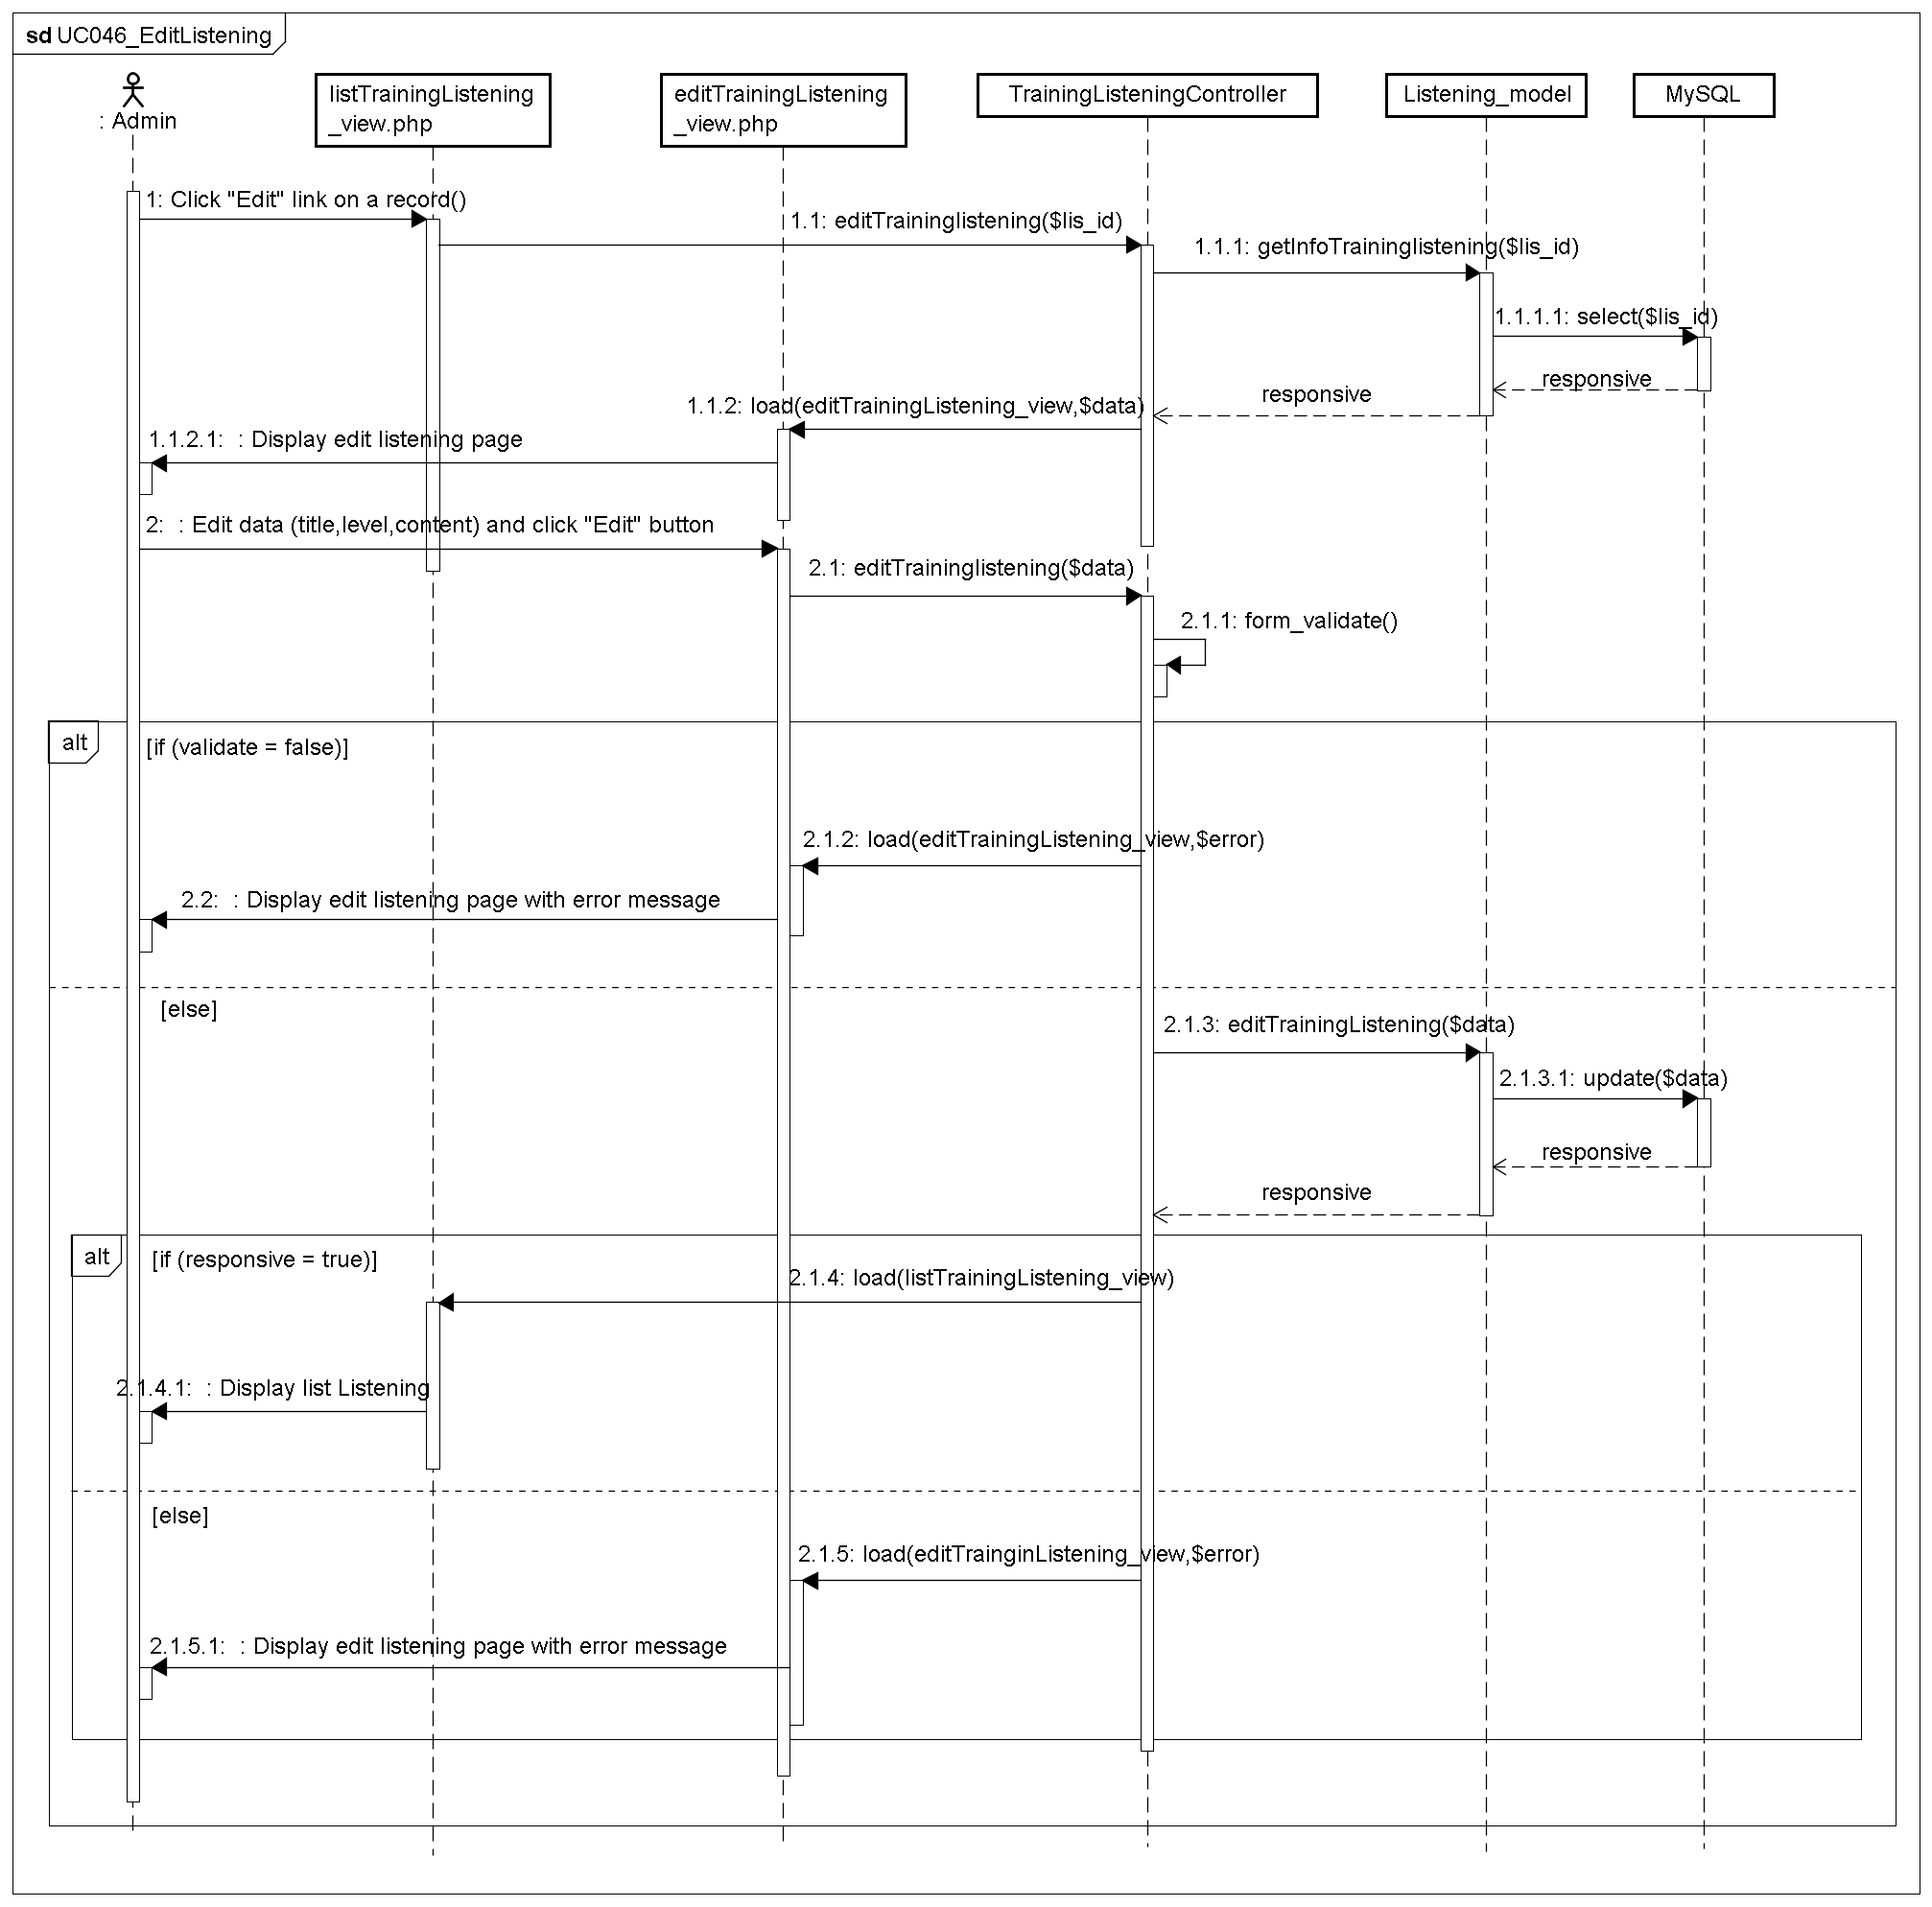 sd UC046_EditListening
: Admin
listTrainingListening
_view.php
editTrainingListening
_view.php
TrainingListeningController
Listening_model
MySQL
1: Click "Edit" link on a record()
1.1: editTraininglistening($lis_id)
1.1.1: getInfoTraininglistening($lis_id)
1.1.1.1: select($lis_id)
responsive
responsive
1.1.2: load(editTrainingListening_view,$data)
1.1.2.1:  : Display edit listening page
2:  : Edit data (title,level,content) and click "Edit" button
2.1: editTraininglistening($data)
2.1.1: form_validate()
alt
[if (validate = false)]
2.1.2: load(editTrainingListening_view,$error)
2.2:  : Display edit listening page with error message
[else]
2.1.3: editTrainingListening($data)
2.1.3.1: update($data)
responsive
responsive
alt
[if (responsive = true)]
2.1.4: load(listTrainingListening_view)
2.1.4.1:  : Display list Listening
[else]
2.1.5: load(editTrainginListening_view,$error)
2.1.5.1:  : Display edit listening page with error message